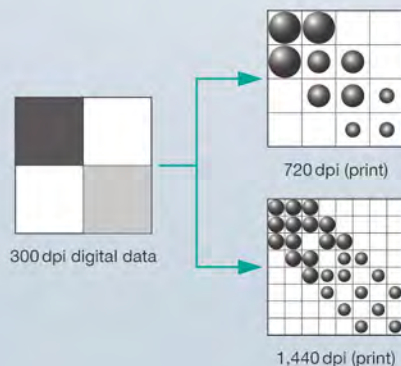 720 dpi (print)
300 dpi digital data
1,440 dpi (print)